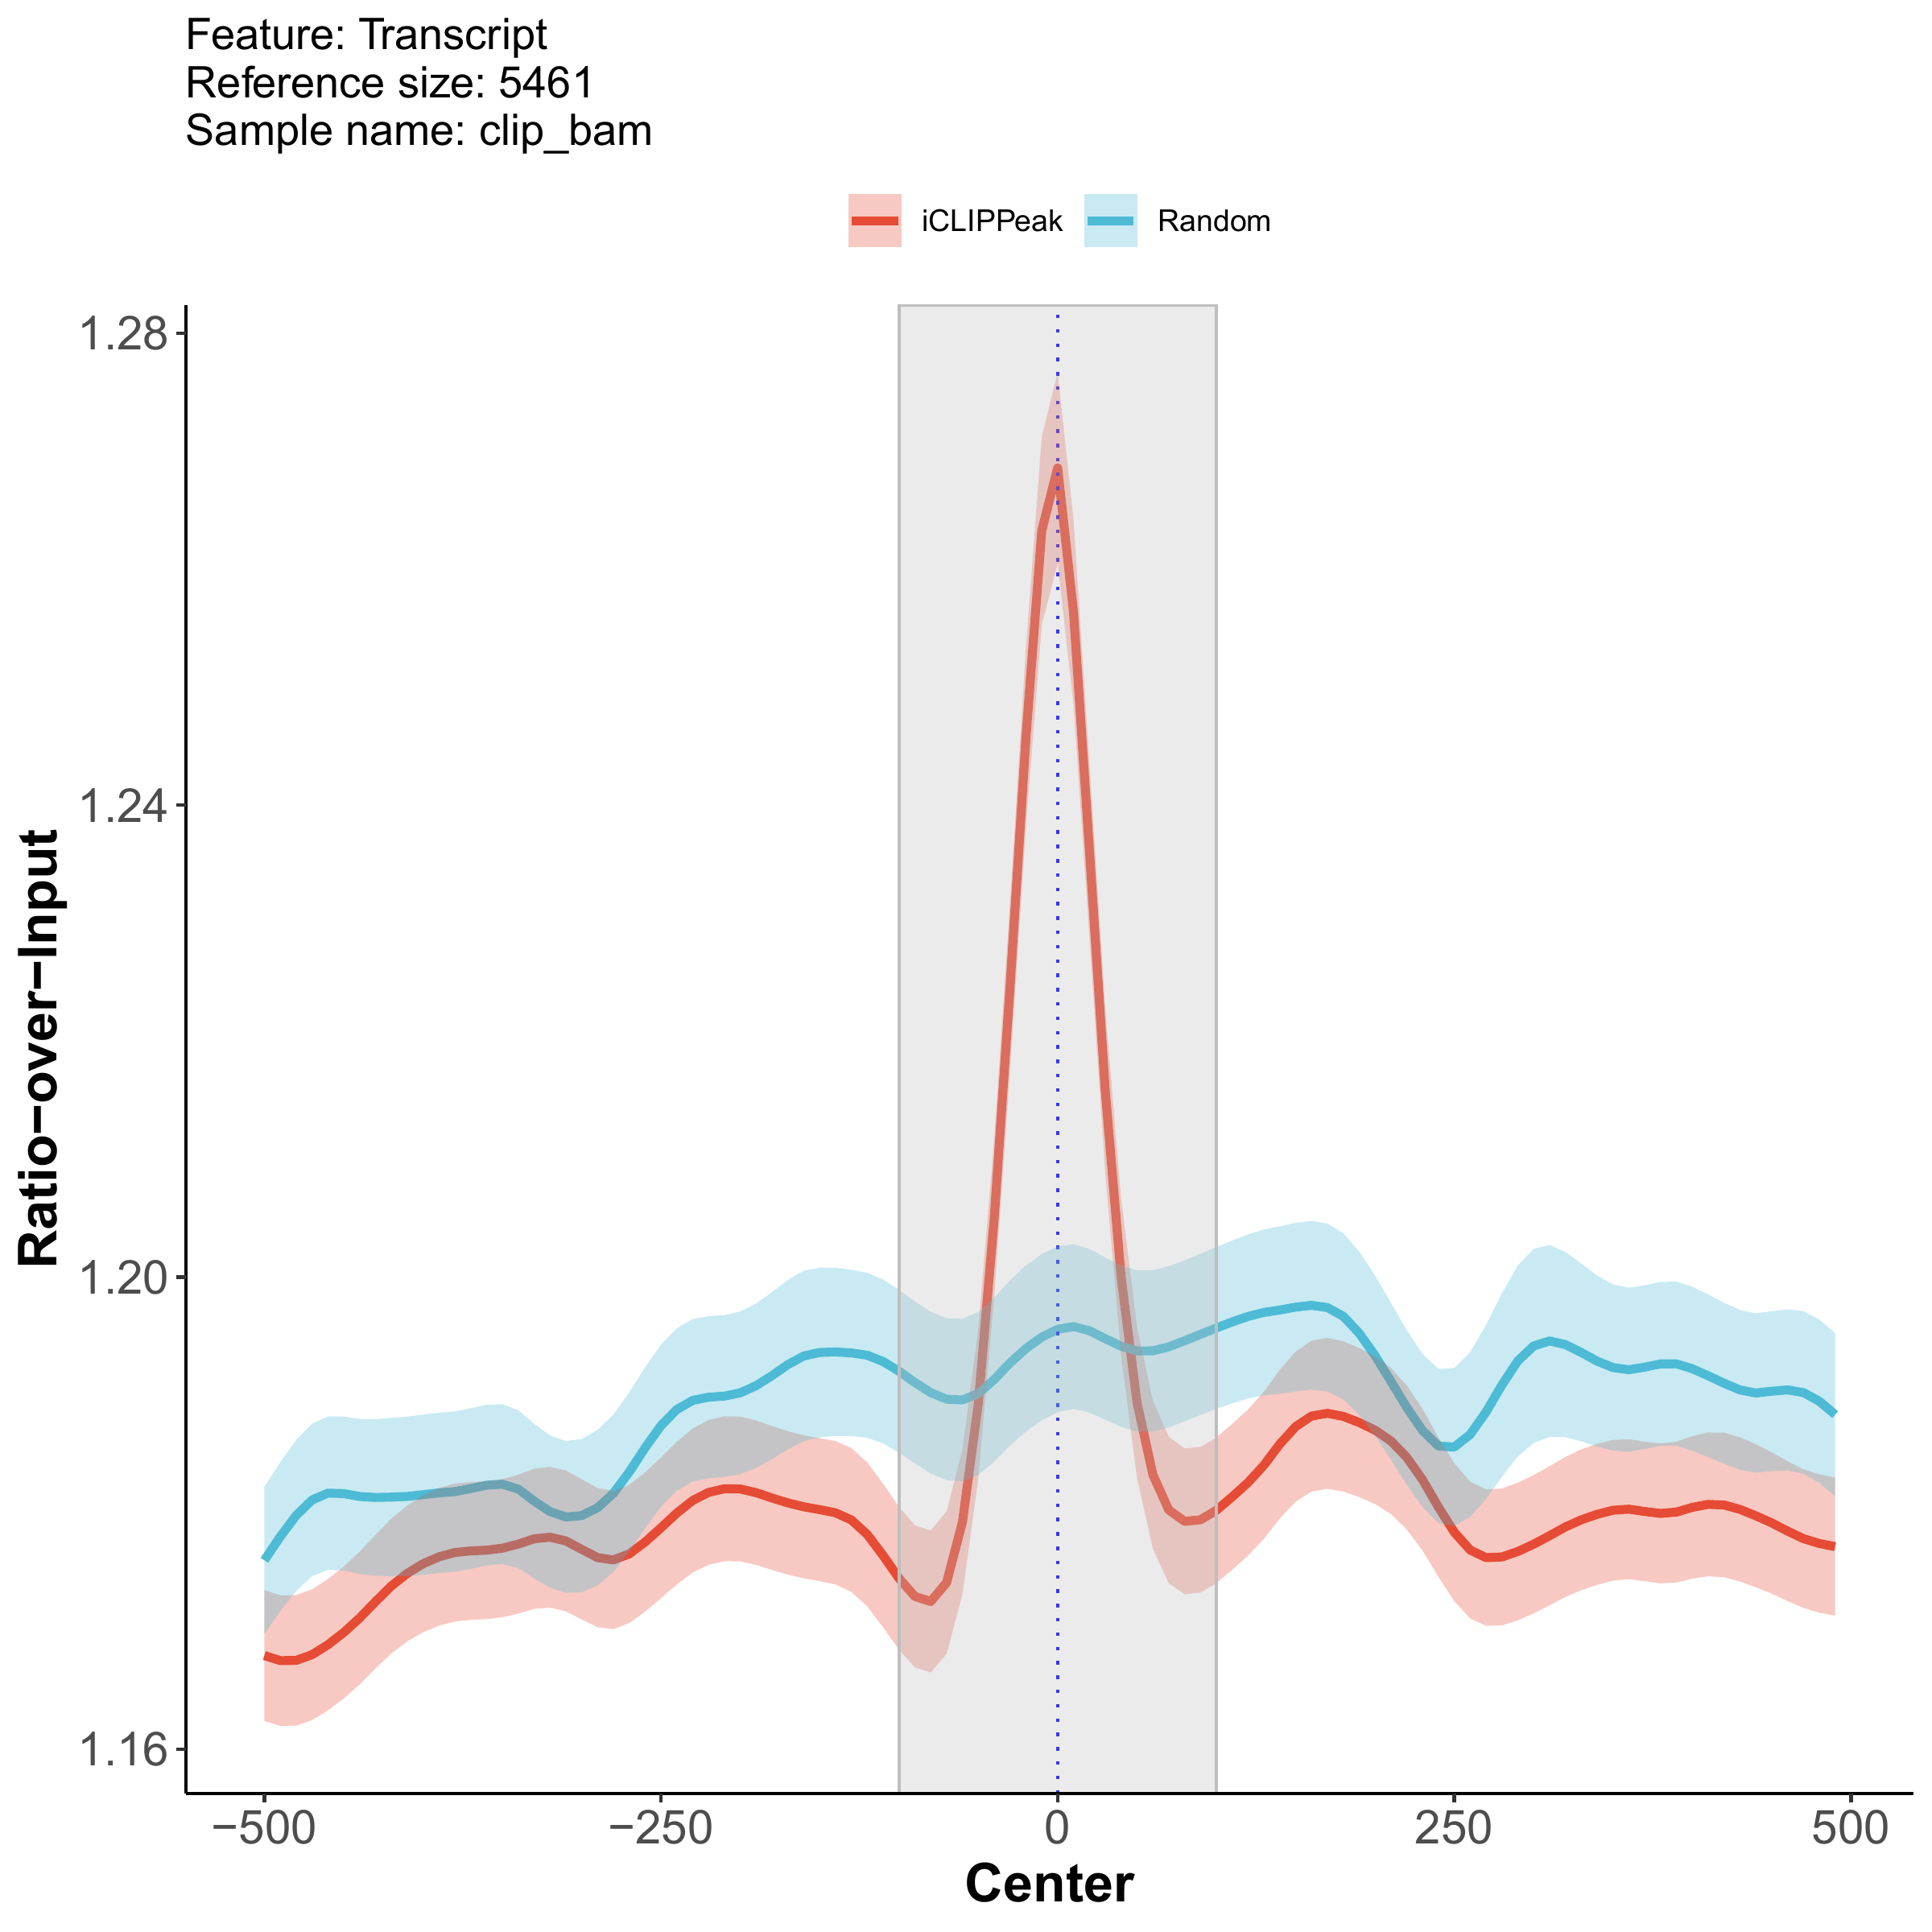 Feature: Transcript
Reference size: 5461
Sample name: clip_bam
iCLIPPeak Random
1.28
1.24
1.20
1.16
Ratio−over−Input
−500 −250 0 250 500
Center